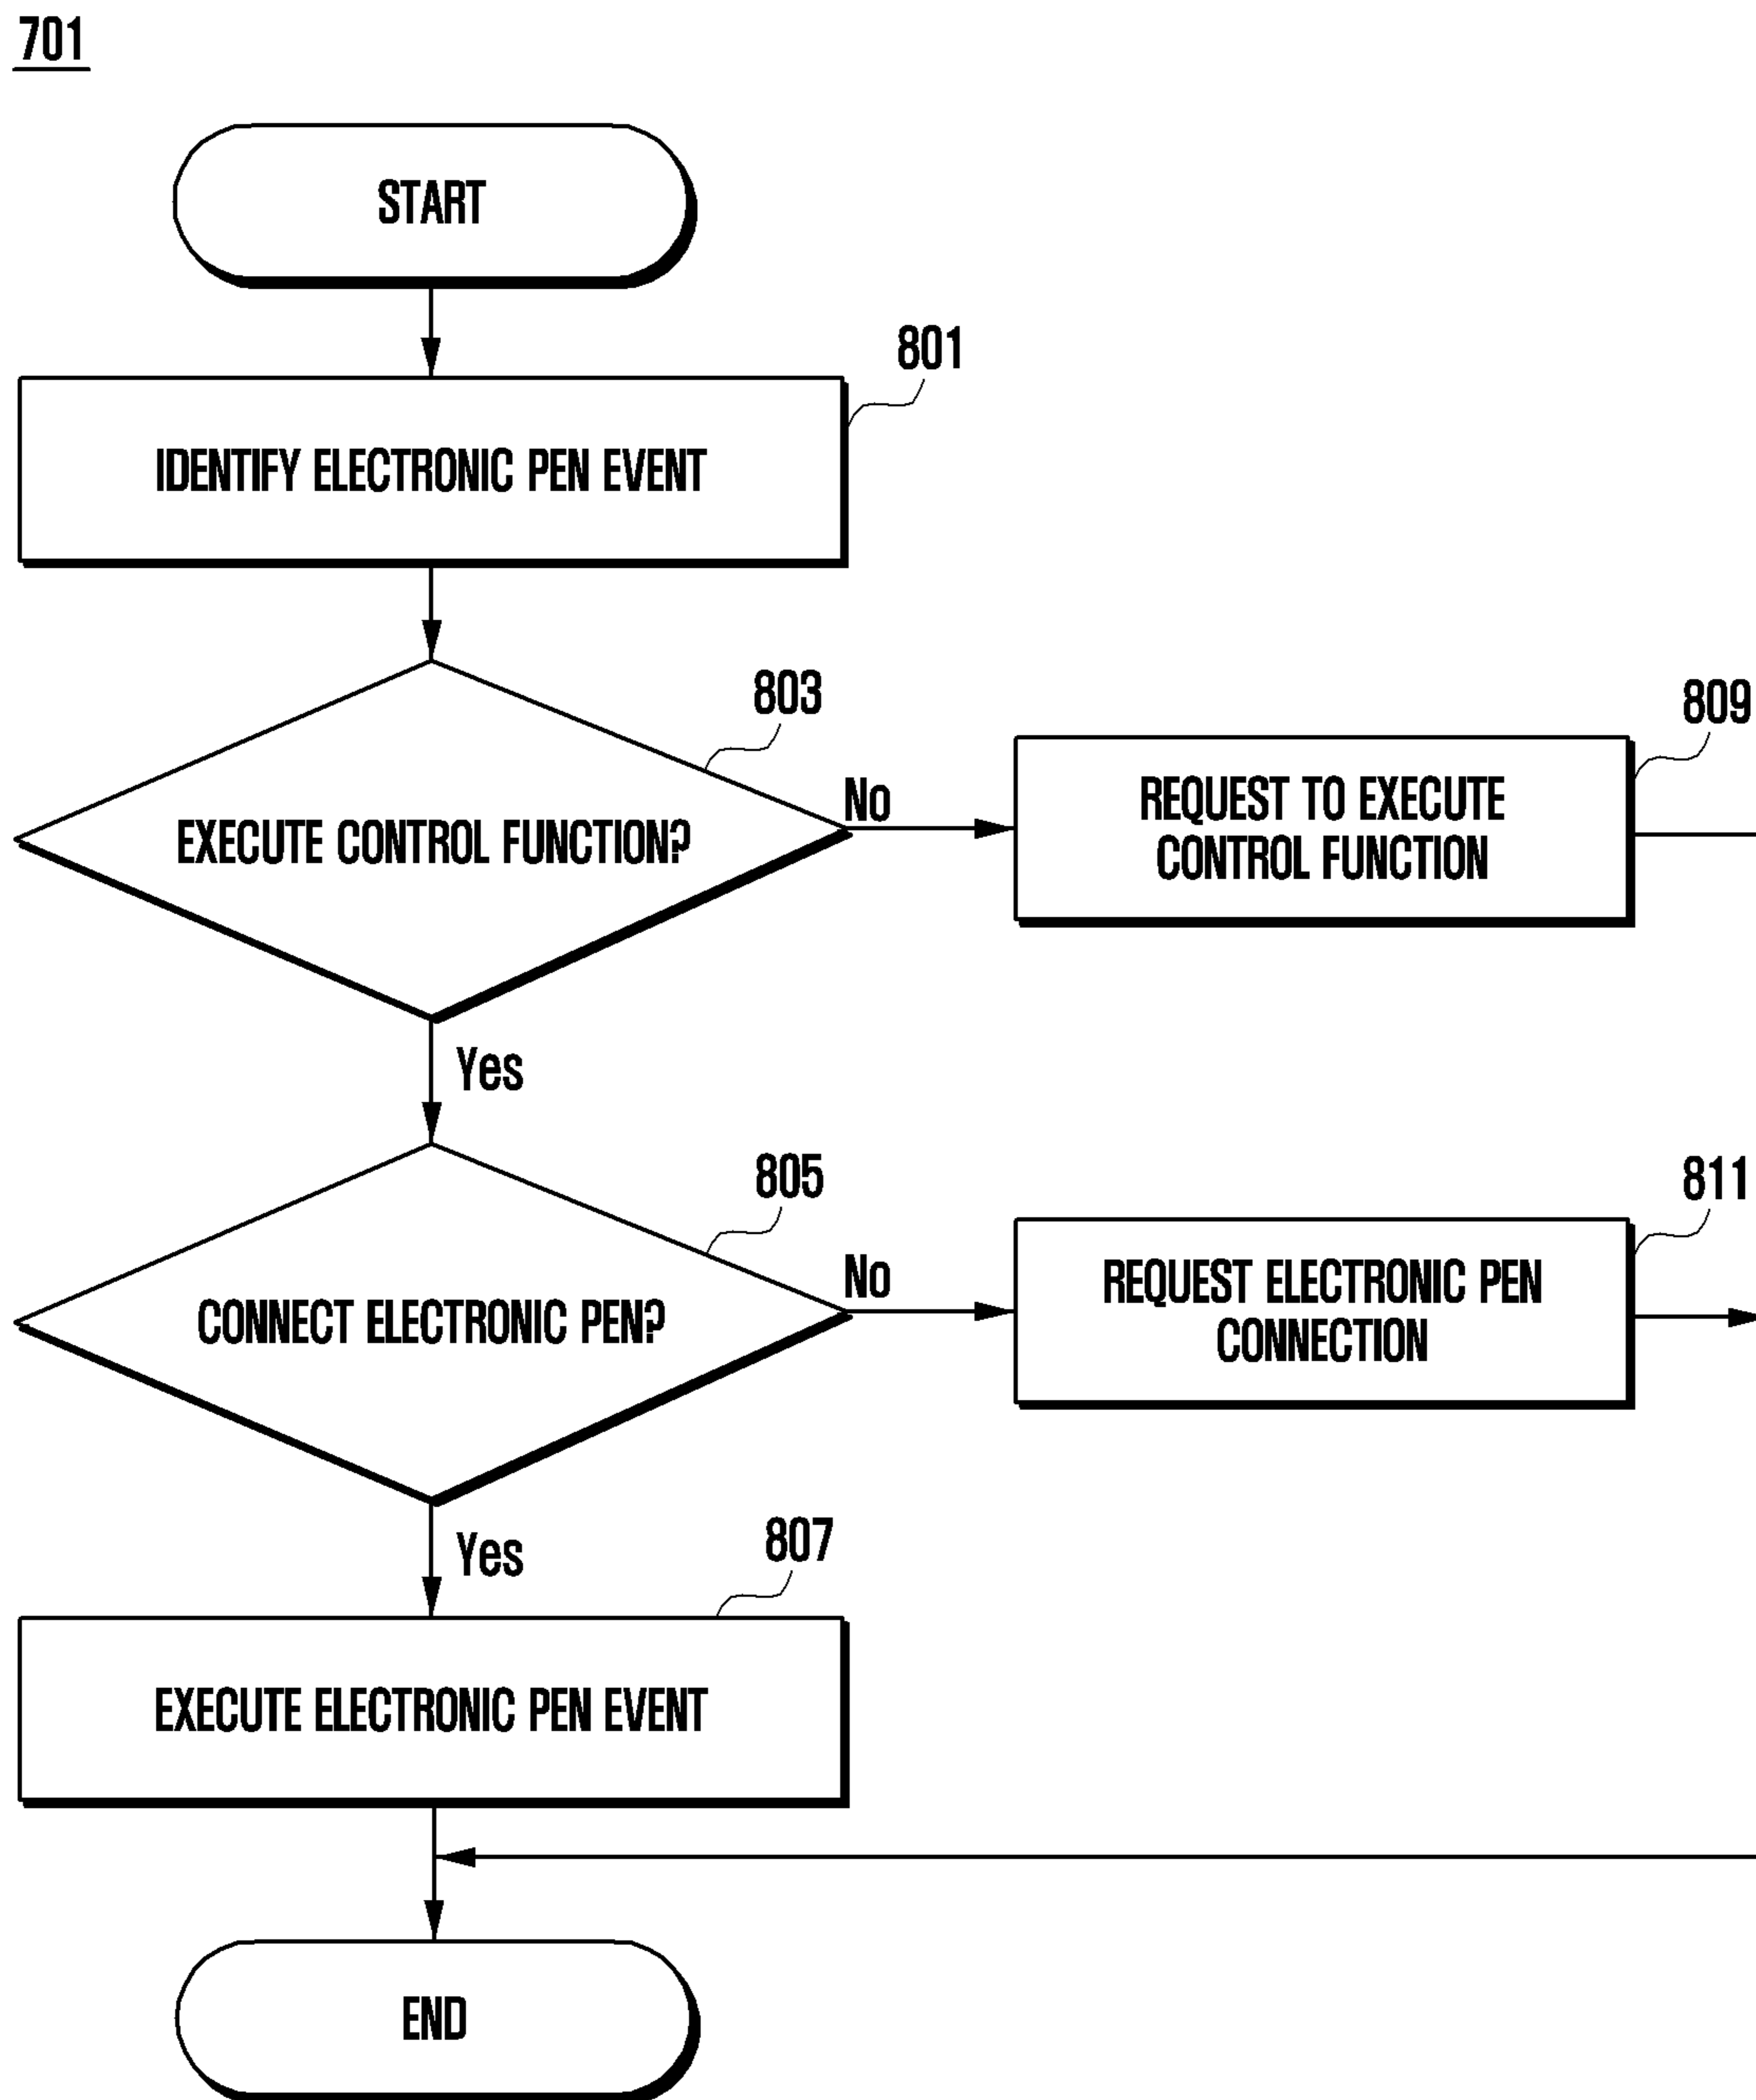 701
START
801
IDENTIFY ELECTRONIC PEN EVENT
803
EXECUTE CONTROL FUNCTION?
No
809
REQUEST TO EXECUTE
CONTROL FUNCTION
Yes
805
CONNECT ELECTRONIC PEN?
No
811
REQUEST ELECTRONIC PEN
CONNECTION
Yes
807
EXECUTE ELECTRONIC PEN EVENT
END